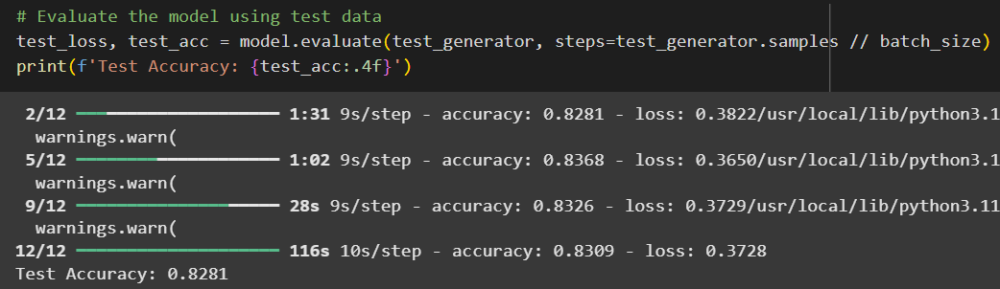 # Evaluate the model using test data
test_loss, test_acc = model.evaluate(test_generator, steps=test_generator.samples // batch_size)
print(f'Test Accuracy: {test_acc:.4f}')
2/12 ━━━━━━━━━━━━━━━━━━━━ 1:31 9s/step - accuracy: 0.8281 - loss: 0.3822/usr/local/lib/python3.1
warnings.warn(
5/12 ━━━━━━━━━━━━━━━━━━━━ 1:02 9s/step - accuracy: 0.8368 - loss: 0.3650/usr/local/lib/python3.1
warnings.warn(
9/12 ━━━━━━━━━━━━━━━━━━━━ 28s 9s/step - accuracy: 0.8326 - loss: 0.3729/usr/local/lib/python3.11
warnings.warn(
12/12 ━━━━━━━━━━━━━━━━━━━━ 116s 10s/step - accuracy: 0.8309 - loss: 0.3728
Test Accuracy: 0.8281